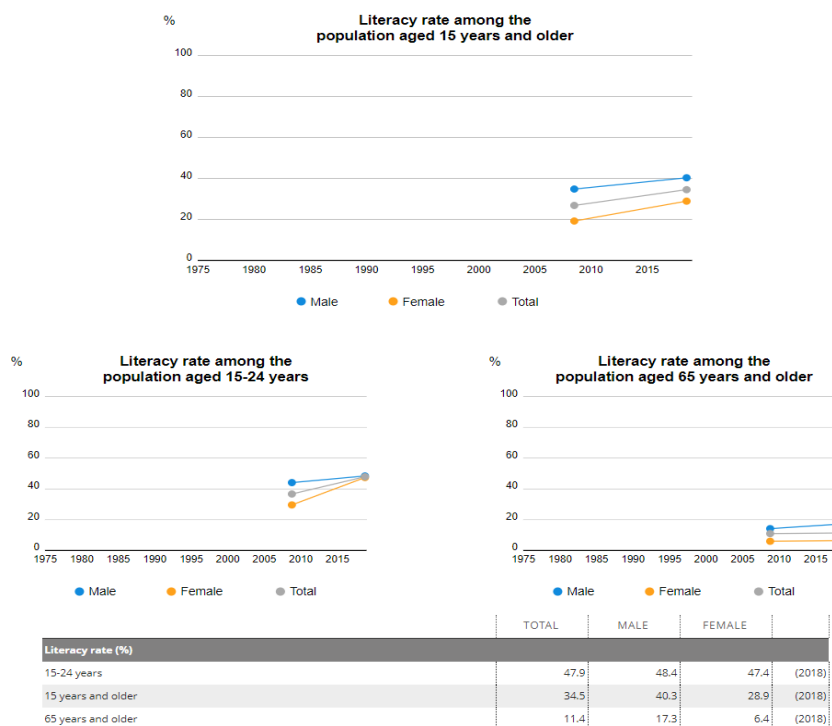 %
Literacy rate among the
population aged 15 years and older
100
80
60
40
20
0
1975 1980 1985 1990 1995 2000 2005 2010 2015
Male Female Total
%
Literacy rate among the
population aged 15-24 years
100
80
60
40
20
0
1975 1980 1985 1990 1995 2000 2005 2010 2015
Male Female Total
%
Literacy rate among the
population aged 65 years and older
100
80
60
40
20
0
1975 1980 1985 1990 1995 2000 2005 2010 2015
Male Female Total
TOTAL MALE FEMALE
Literacy rate (%)
15-24 years 47.9 48.4 47.4 (2018)
15 years and older 34.5 40.3 28.9 (2018)
65 years and older 11.4 17.3 6.4 (2018)